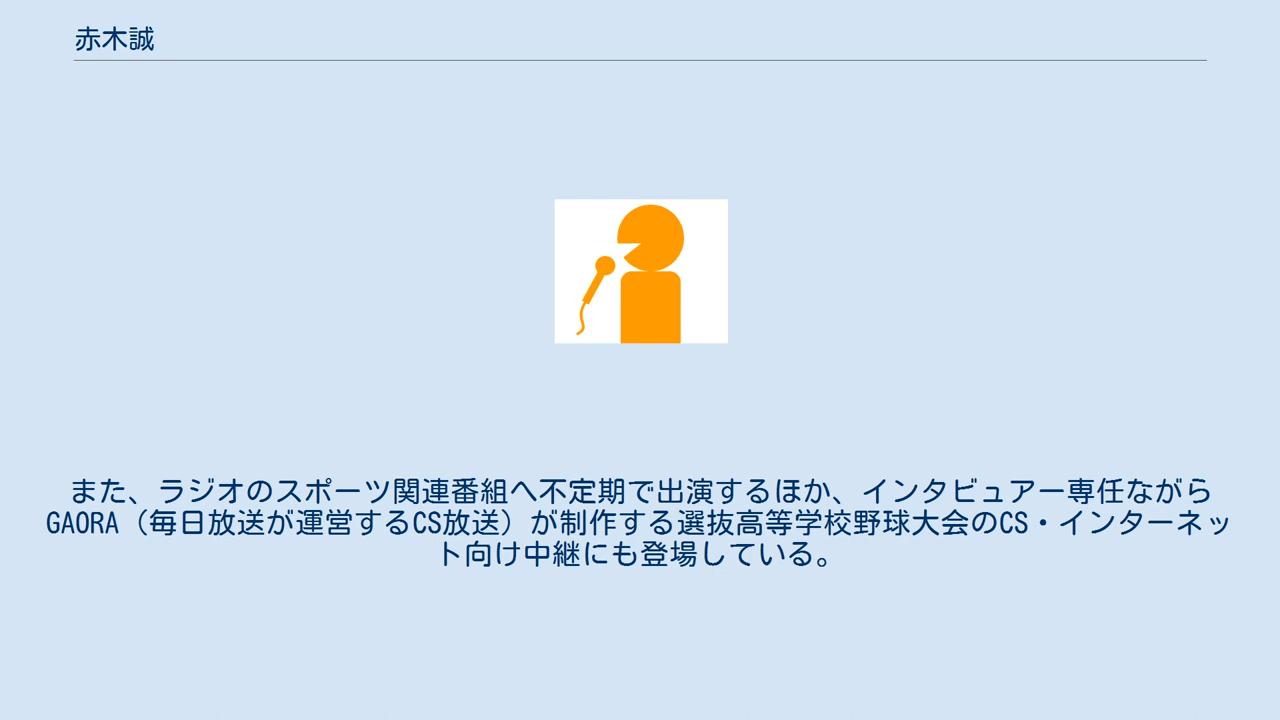 赤木誠
また、ラジオのスポーツ関連番組へ不定期で出演するほか、インタビュアー専任ながら
GAORA（毎日放送が運営するCS放送）が制作する選抜高等学校野球大会のCS・インターネッ
ト向け中継にも登場している。